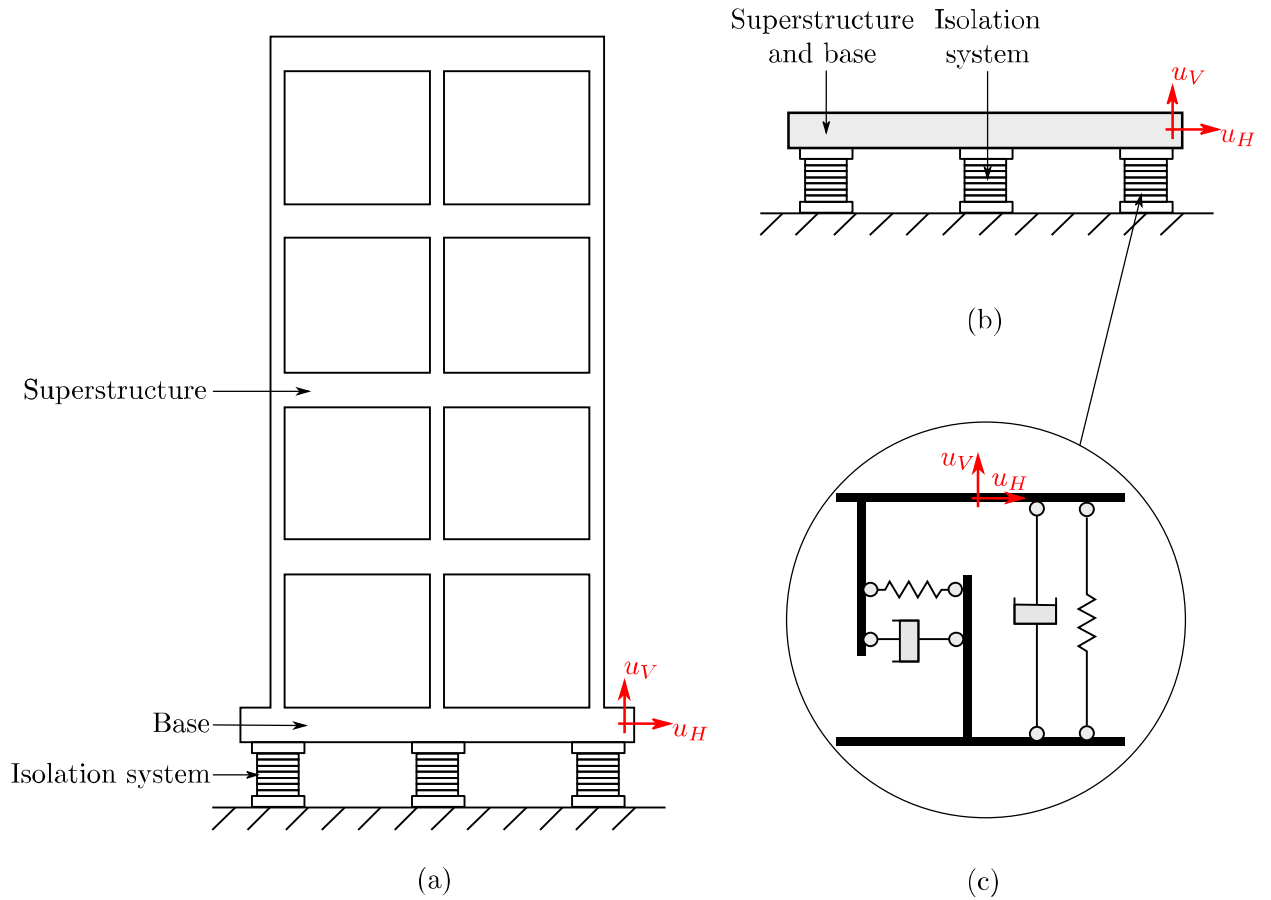 Superstructure
and base
Isolation
system
u_V
u_H
(b)
Superstructure
u_V
u_H
u_V
u_H
Base
Isolation system
(a)
(c)